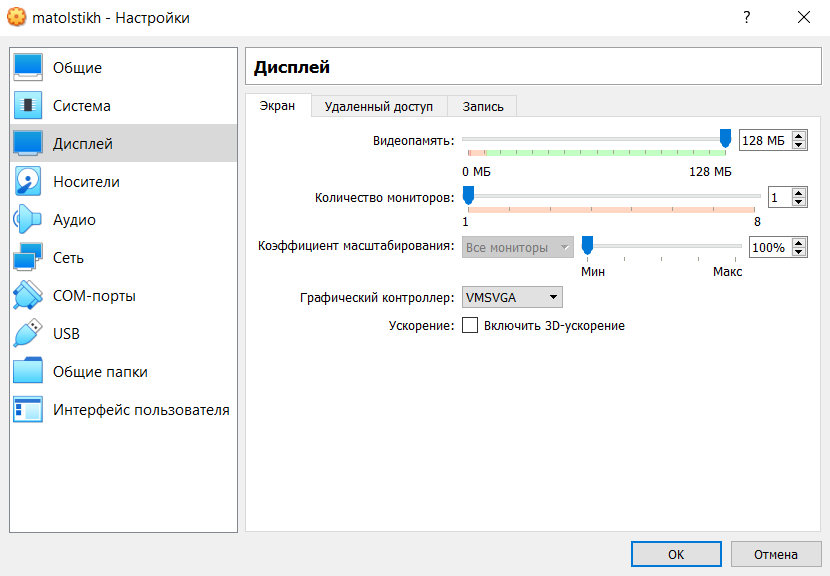 matolstikh - Настройки
?
Общие
Система
Дисплей
Носители
Аудио
Сеть
COM-порты
USB
Общие папки
Интерфейс пользователя
Дисплей
Экран Удаленный доступ Запись
Видеопамять: 128 МБ
0 МБ 128 МБ
Количество мониторов: 1
1 8
Коэффициент масштабирования: Все мониторы 100%
Мин Макс
Графический контроллер: VMSVGA
Ускорение: Включить 3D-ускорение
OK Отмена